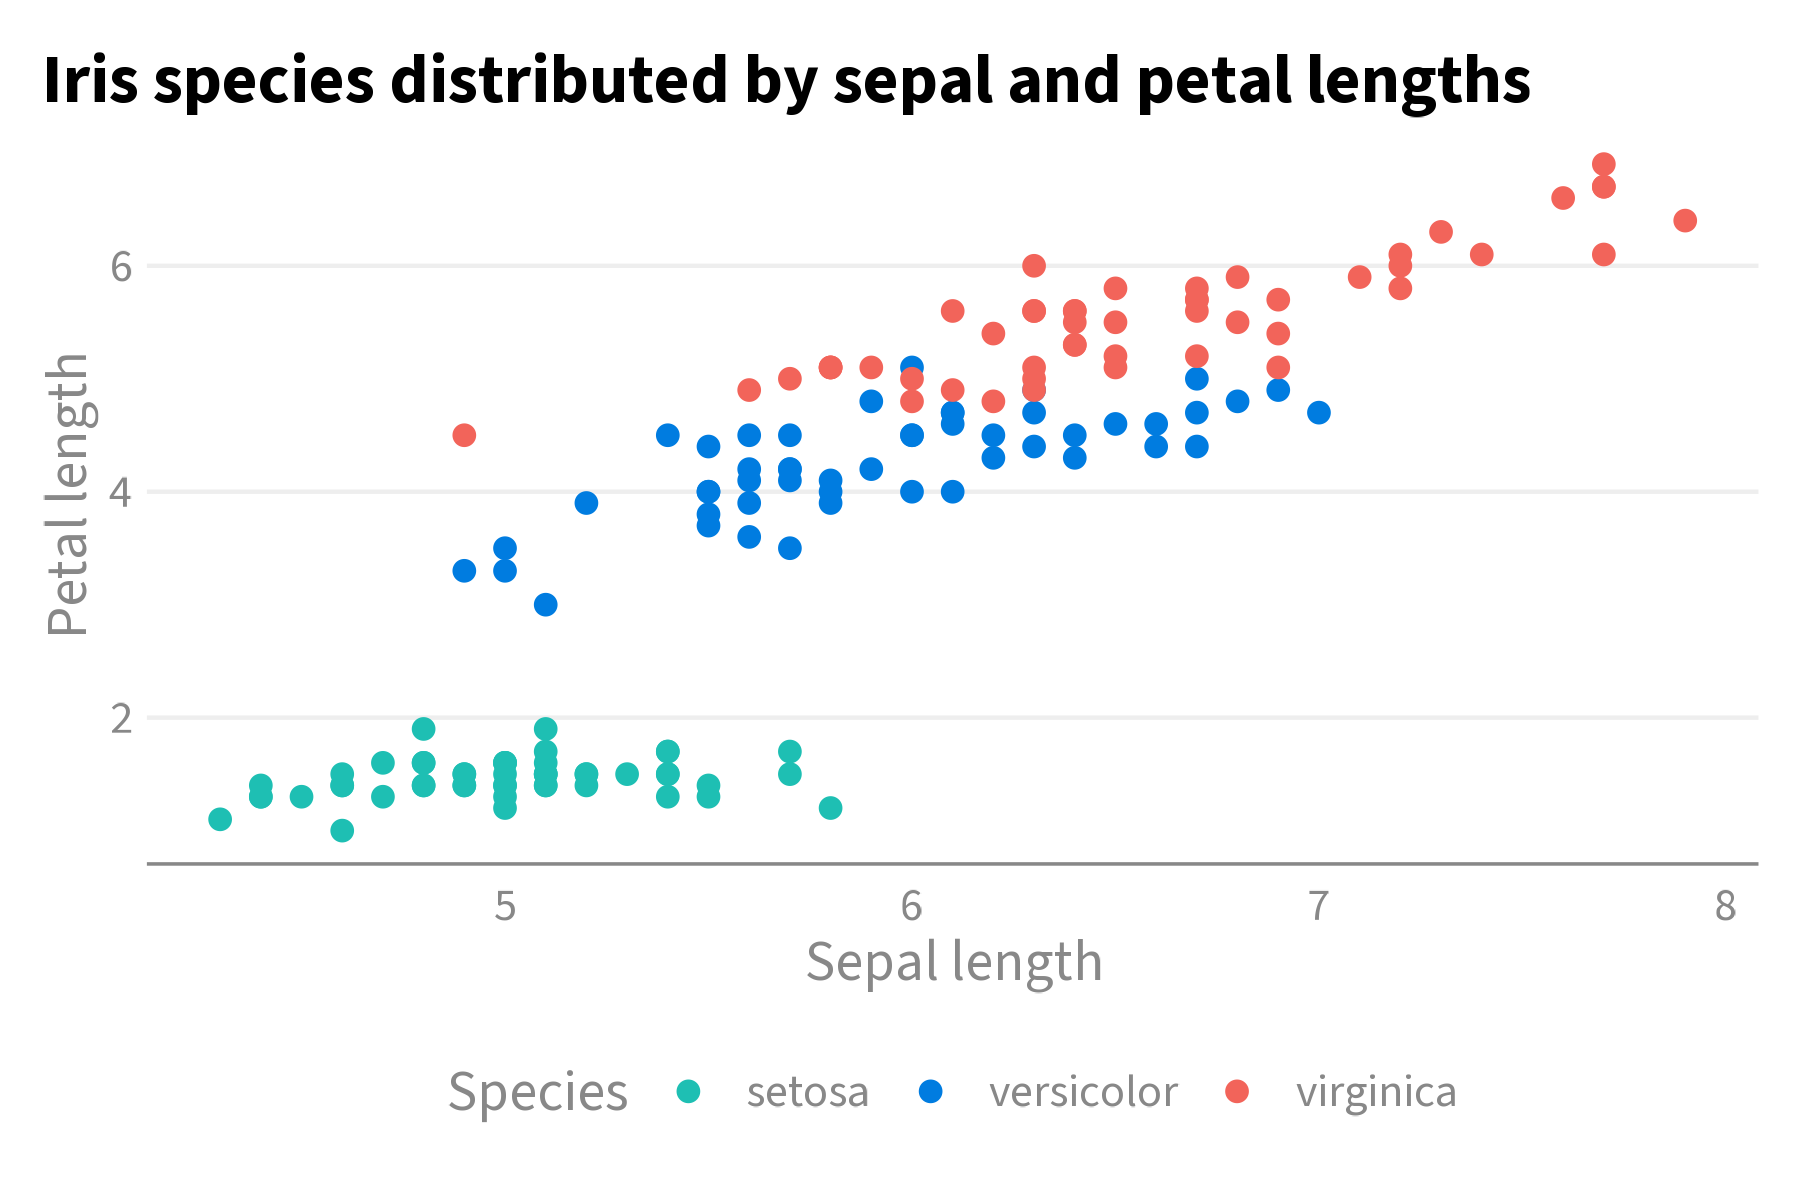 Iris species distributed by sepal and petal lengths
Petal length
6
4
2
5 6 7 8
Sepal length
Species setosa versicolor virginica